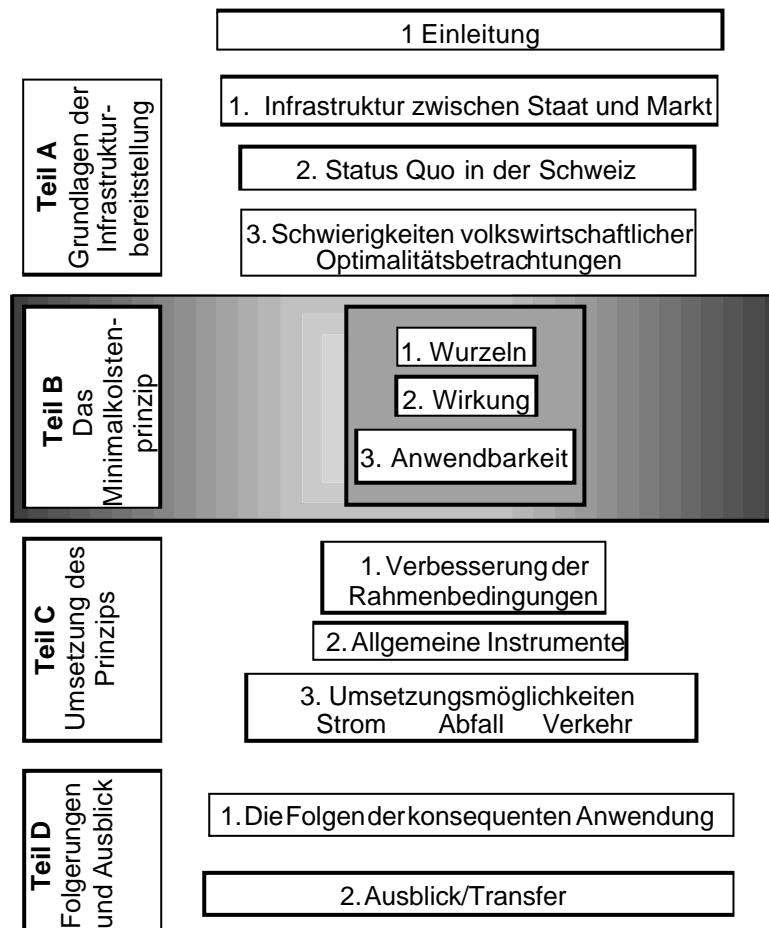 1 Einleitung
Teil A
Grundlagen der
Infrastruktur-
bereitstellung
1. Infrastruktur zwischen Staat und Markt
2. Status Quo in der Schweiz
3. Schwierigkeiten volkswirtschaftlicher
Optimalitätsbetrachtungen
Teil B
Das
Minimalkolsten-
prinzip
1. Wurzeln
2. Wirkung
3. Anwendbarkeit
Teil C
Umsetzung des
Prinzips
1. Verbesserung der
Rahmenbedingungen
2. Allgemeine Instrumente
3. Umsetzungsmöglichkeiten
Strom Abfall Verkehr
Teil D
Folgerungen
und Ausblick
1. Die Folgen der konsequenten Anwendung
2. Ausblick/Transfer